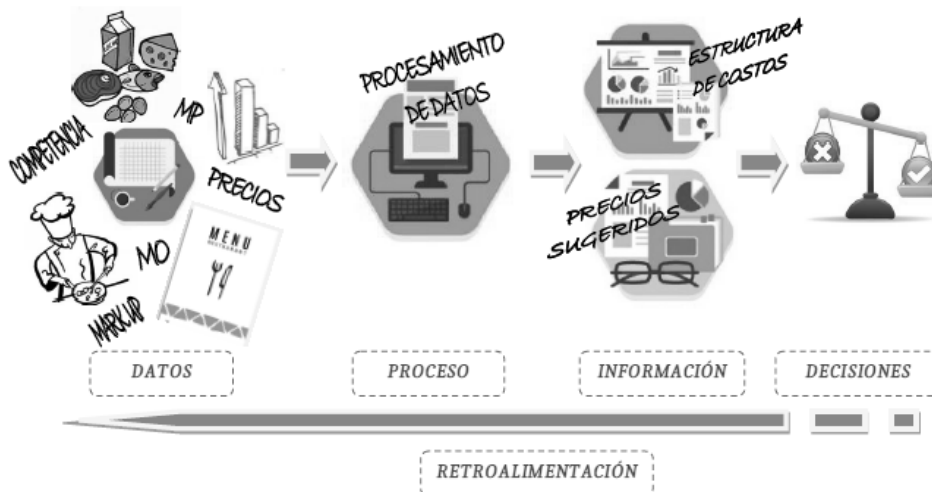 COMPETENCIA
MP
PRECIOS
MO
MARKUP
MENU
RESTAURANT
PROCESAMIENTO
DE DATOS
ESTRUCTURA
DE COSTOS
PRECIOS
SUGERIDOS
DATOS
PROCESO
INFORMACIÓN
DECISIONES
RETROALIMENTACIÓN